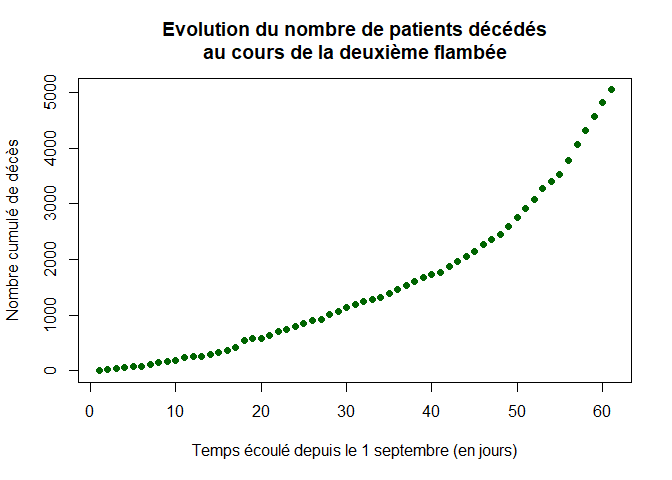 Evolution du nombre de patients décédés
au cours de la deuxième flambée
Nombre cumulé de décès
5000
4000
3000
2000
1000
0
0 10 20 30 40 50 60
Temps écoulé depuis le 1 septembre (en jours)